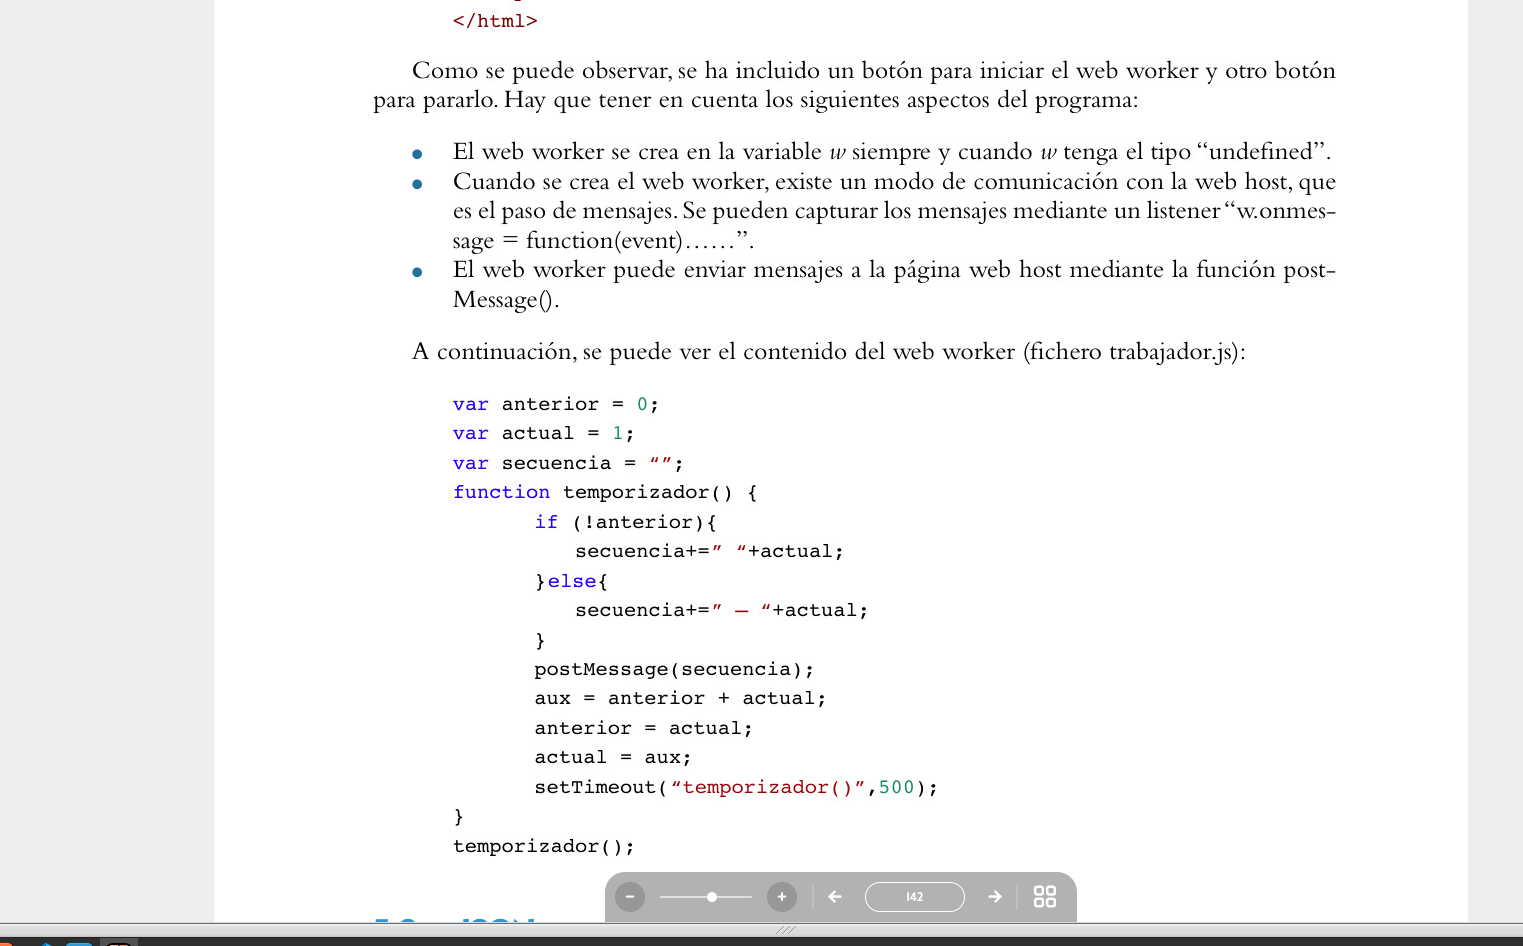 </html>
Como se puede observar, se ha incluido un botón para iniciar el web worker y otro botón
para pararlo. Hay que tener en cuenta los siguientes aspectos del programa:
● El web worker se crea en la variable w siempre y cuando w tenga el tipo “undefined”.
● Cuando se crea el web worker, existe un modo de comunicación con la web host, que
es el paso de mensajes. Se pueden capturar los mensajes mediante un listener “w.onmes-
sage = function(event)……”.
● El web worker puede enviar mensajes a la página web host mediante la función post-
Message().
A continuación, se puede ver el contenido del web worker (fichero trabajador.js):
var anterior = 0;
var actual = 1;
var secuencia = “”;
function temporizador() {
if (!anterior){
secuencia+=” “+actual;
}else{
secuencia+=” – “+actual;
}
postMessage(secuencia);
aux = anterior + actual;
anterior = actual;
actual = aux;
setTimeout(“temporizador()”,500);
}
temporizador();
142